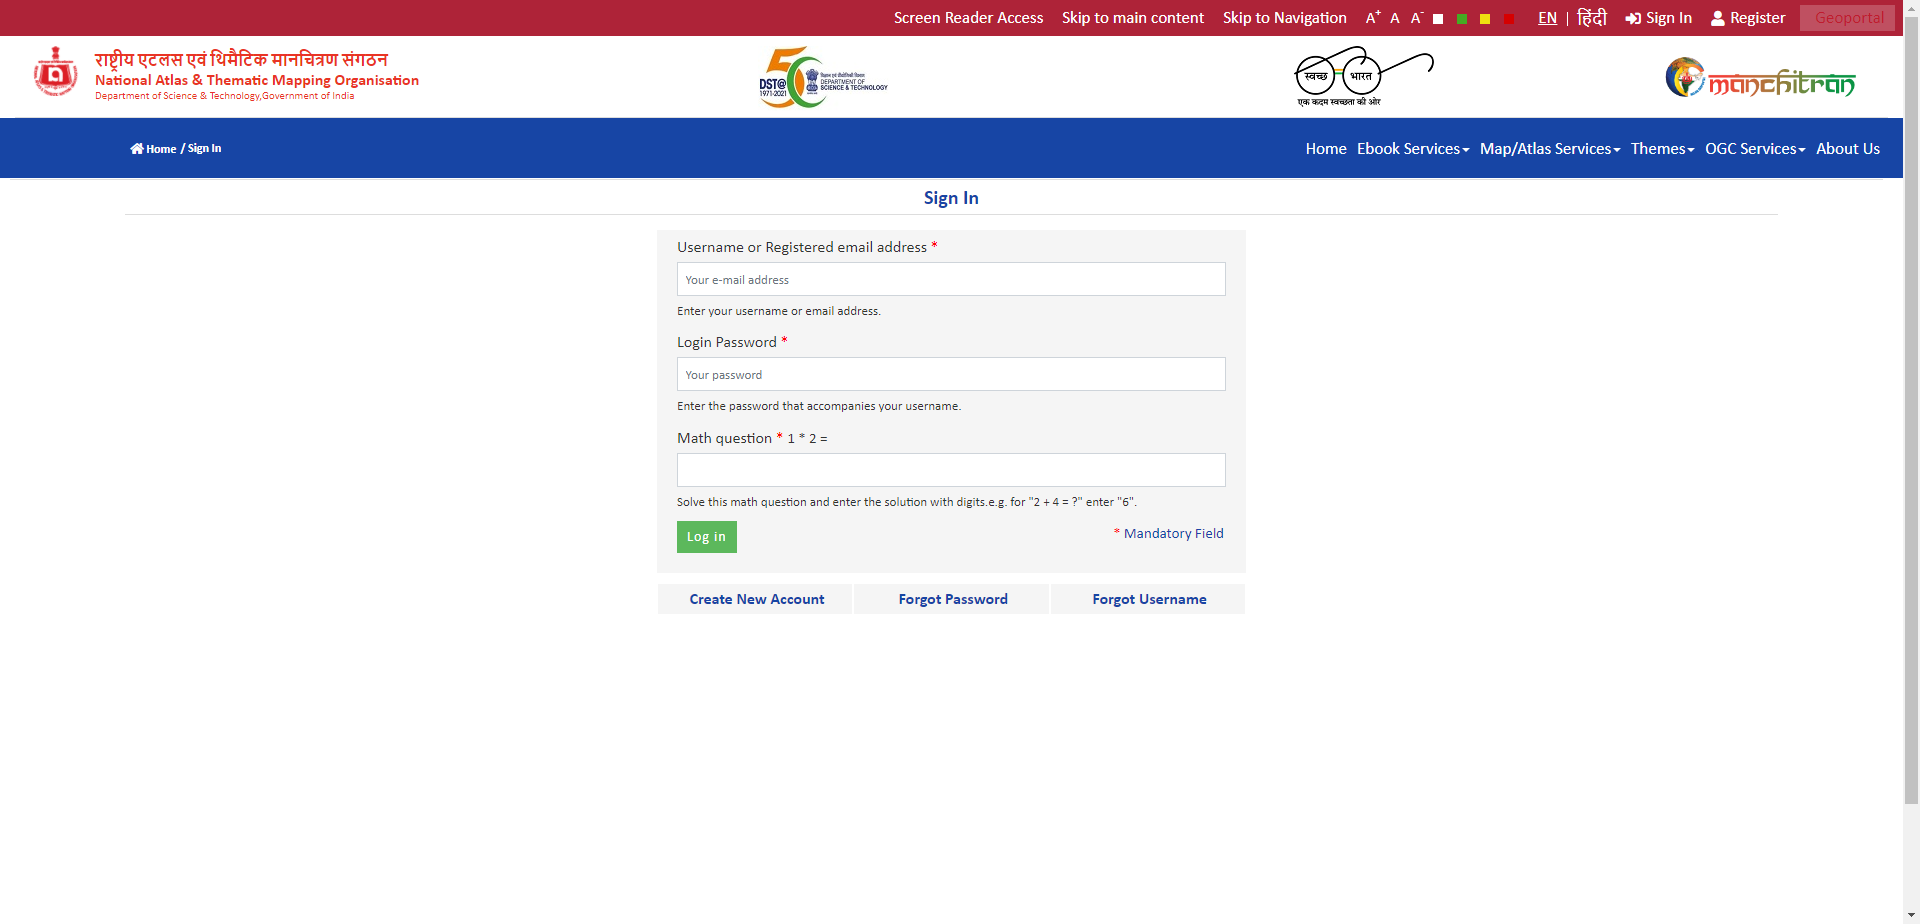 Screen Reader Access Skip to main content Skip to Navigation A+ A A- EN | हिंदी Sign In Register Geoportal
राष्ट्रीय एटलस एवं थिमैटिक मानचित्रण संगठन
National Atlas & Thematic Mapping Organisation
Department of Science & Technology,Government of India
50
DST@
1971-2021
विज्ञान एवं प्रौद्योगिकी विभाग
DEPARTMENT OF
SCIENCE & TECHNOLOGY
स्वच्छ भारत
एक कदम स्वच्छता की ओर
manchitran
Home / Sign In
Home Ebook Services Map/Atlas Services Themes OGC Services About Us
Sign In
Username or Registered email address *
Your e-mail address
Enter your username or email address.
Login Password *
Your password
Enter the password that accompanies your username.
Math question * 1 * 2 =
Solve this math question and enter the solution with digits.e.g. for "2 + 4 = ?" enter "6".
Log in
* Mandatory Field
Create New Account Forgot Password Forgot Username